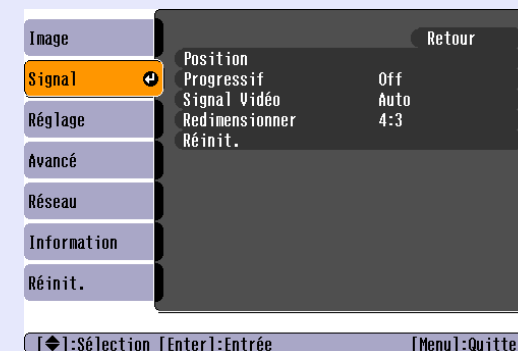 Image
Signal
Réglage
Avancé
Réseau
Information
Réinit.
Retour
Position
Progressif Off
Signal Vidéo Auto
Redimensionner 4:3
Réinit.
[◆]:Sélection [Enter]:Entrée [Menu]:Quitte